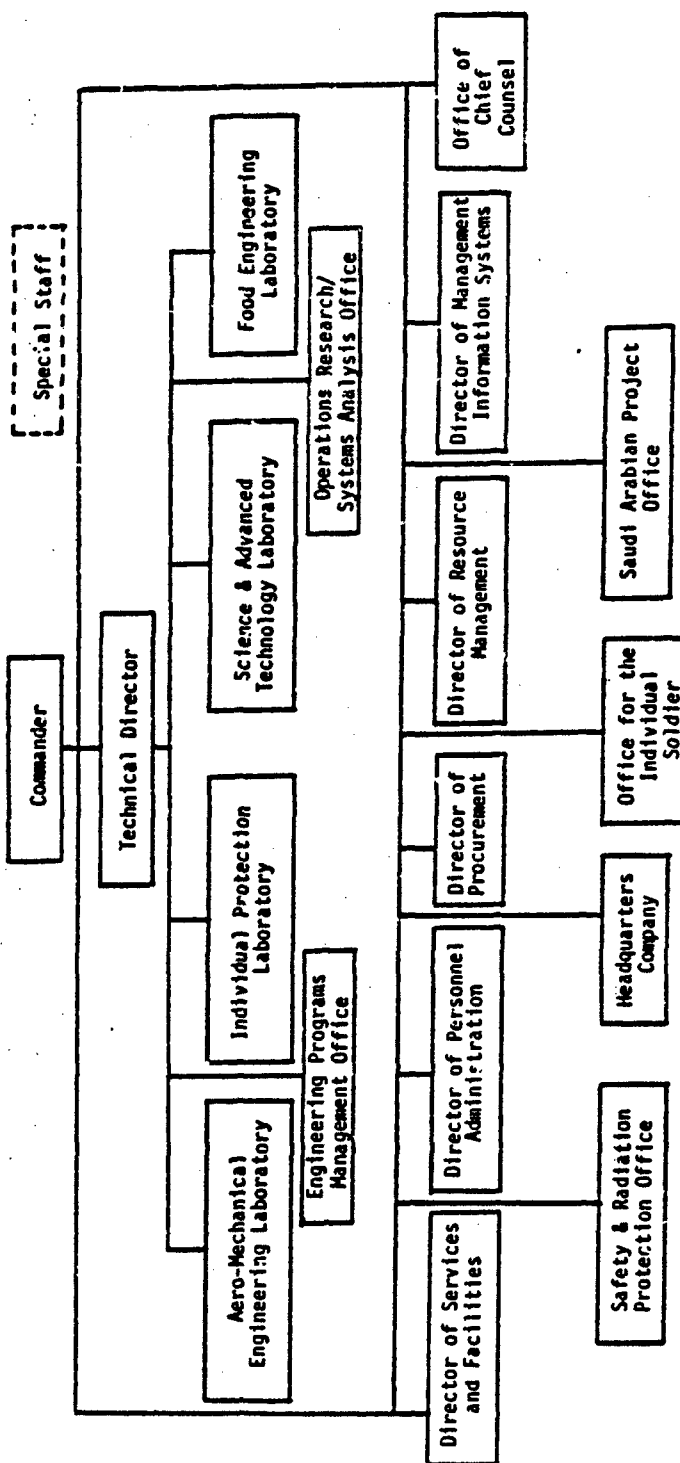 Special Staff
Commander
Technical Director
Aero-Mechanical
Engineering Laboratory
Individual Protection
Laboratory
Science & Advanced
Technology Laboratory
Food Engineering
Laboratory
Engineering Programs
Management Office
Operations Research/
Systems Analysis Office
Director of Services
and Facilities
Director of Personnel
Administration
Director of
Procurement
Director of Resource
Management
Director of Management
Information Systems
Office of
Chief
Counsel
Safety & Radiation
Protection Office
Headquarters
Company
Office for the
Individual
Soldier
Saudi Arabian Project
Office